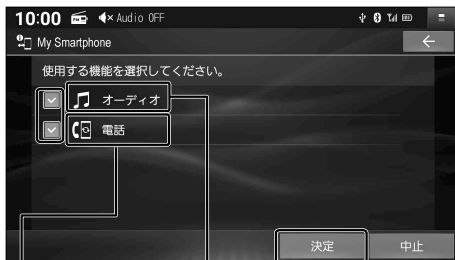 10:00 Audio OFF
My Smartphone
使用する機能を選択してください。
オーディオ
電話
決定 中止